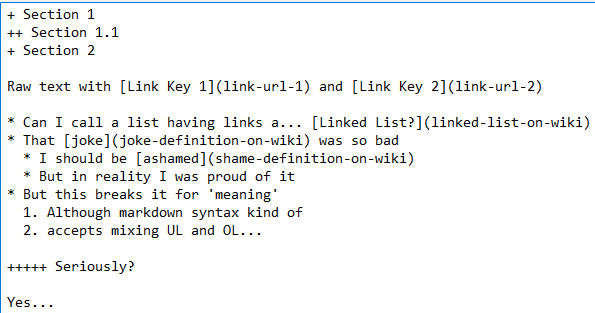 + Section 1
++ Section 1.1
+ Section 2

Raw text with [Link Key 1](link-url-1) and [Link Key 2](link-url-2)

* Can I call a list having links a... [Linked List?](linked-list-on-wiki)
* That [joke](joke-definition-on-wiki) was so bad
  * I should be [ashamed](shame-definition-on-wiki)
  * But in reality I was proud of it
* But this breaks it for 'meaning'
  1. Although markdown syntax kind of
  2. accepts mixing UL and OL...

+++++ Seriously?

Yes...